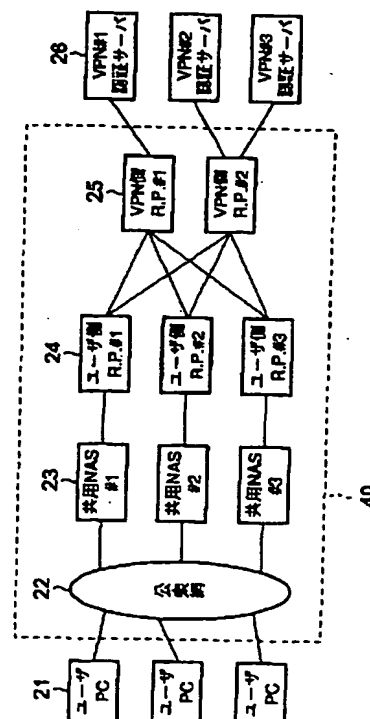 21
ユーザ
PC
ユーザ
PC
ユーザ
PC
22
公衆網
23
共用NAS
#1
共用NAS
#2
共用NAS
#3
24
ユーザ側
R.P.#1
ユーザ側
R.P.#2
ユーザ側
R.P.#3
25
VPN側
R.P.#1
VPN側
R.P.#2
26
VPN#1
認証サーバ
VPN#2
認証サーバ
VPN#3
認証サーバ
40